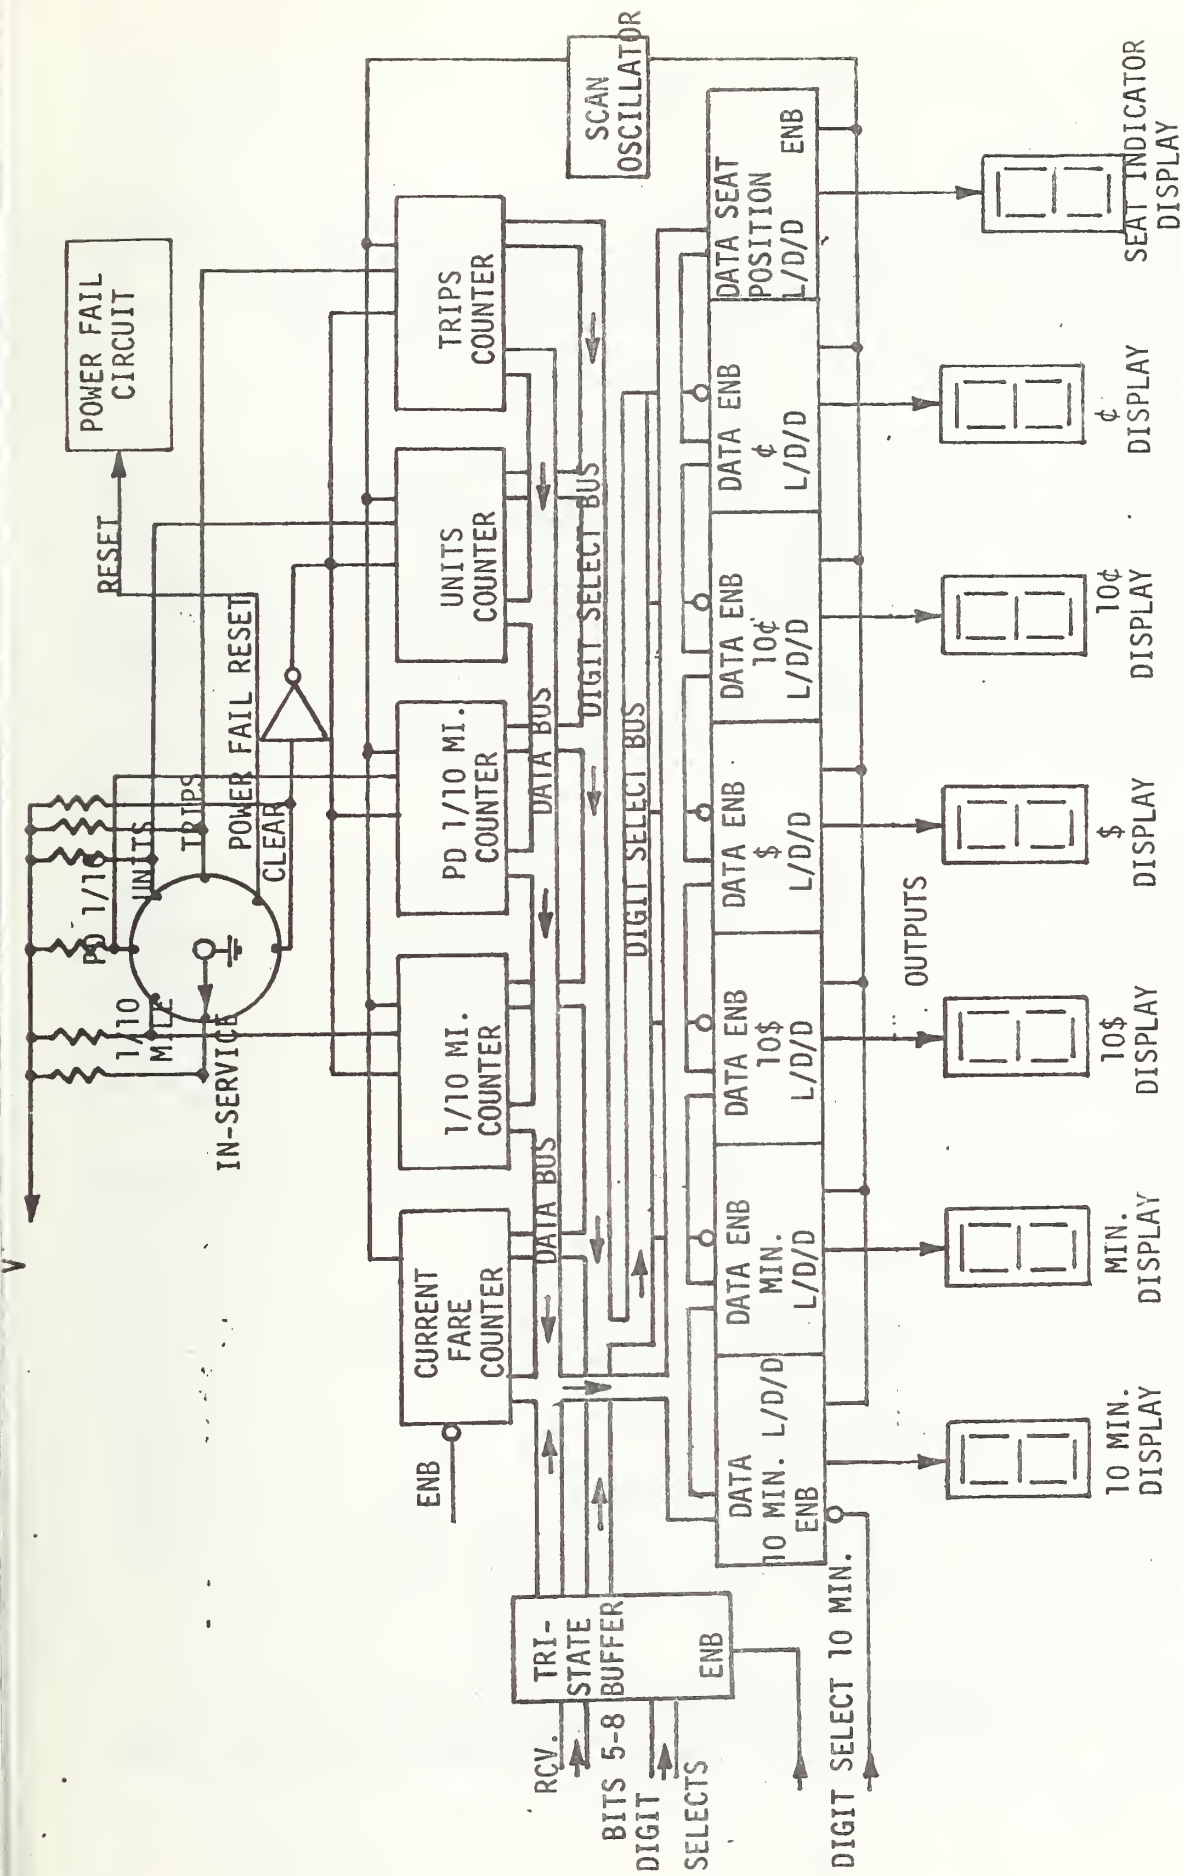 V
1/10
MILE
PD 1/10
UNITS
TRIPS
POWER FAIL RESET
CLEAR
IN-SERVICE
RESET
POWER FAIL
CIRCUIT
ENB
CURRENT
FARE
COUNTER
1/10 MI.
COUNTER
PD 1/10 MI.
COUNTER
UNITS
COUNTER
TRIPS
COUNTER
SCAN
OSCILLATOR
DATA BUS
DATA BUS
DIGIT SELECT BUS
DIGIT SELECT BUS
RCV.
BITS 5-8
DIGIT
SELECTS
TRI-
STATE
BUFFER
ENB
DIGIT SELECT 10 MIN.
DATA
10 MIN. L/D/D
ENB
DATA ENB
MIN.
L/D/D
DATA ENB
10$
L/D/D
DATA ENB
$
L/D/D
DATA ENB
10¢
L/D/D
DATA ENB
¢
L/D/D
DATA SEAT
POSITION
L/D/D
ENB
OUTPUTS
10 MIN.
DISPLAY
MIN.
DISPLAY
10$
DISPLAY
$
DISPLAY
10¢
DISPLAY
¢
DISPLAY
SEAT INDICATOR
DISPLAY